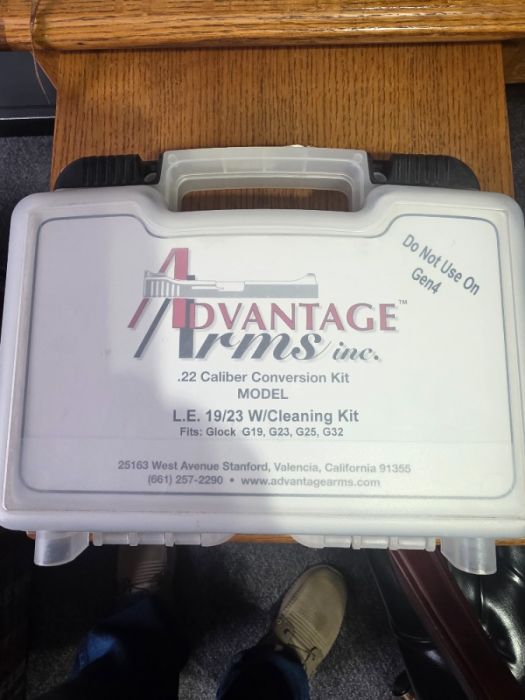 Do Not Use On
Gen4
ADVANTAGE™
Arms inc.
.22 Caliber Conversion Kit
MODEL
L.E. 19/23 W/Cleaning Kit
Fits: Glock G19, G23, G25, G32
25163 West Avenue Stanford, Valencia, California 91355
(661) 257-2290 • www.advantagearms.com